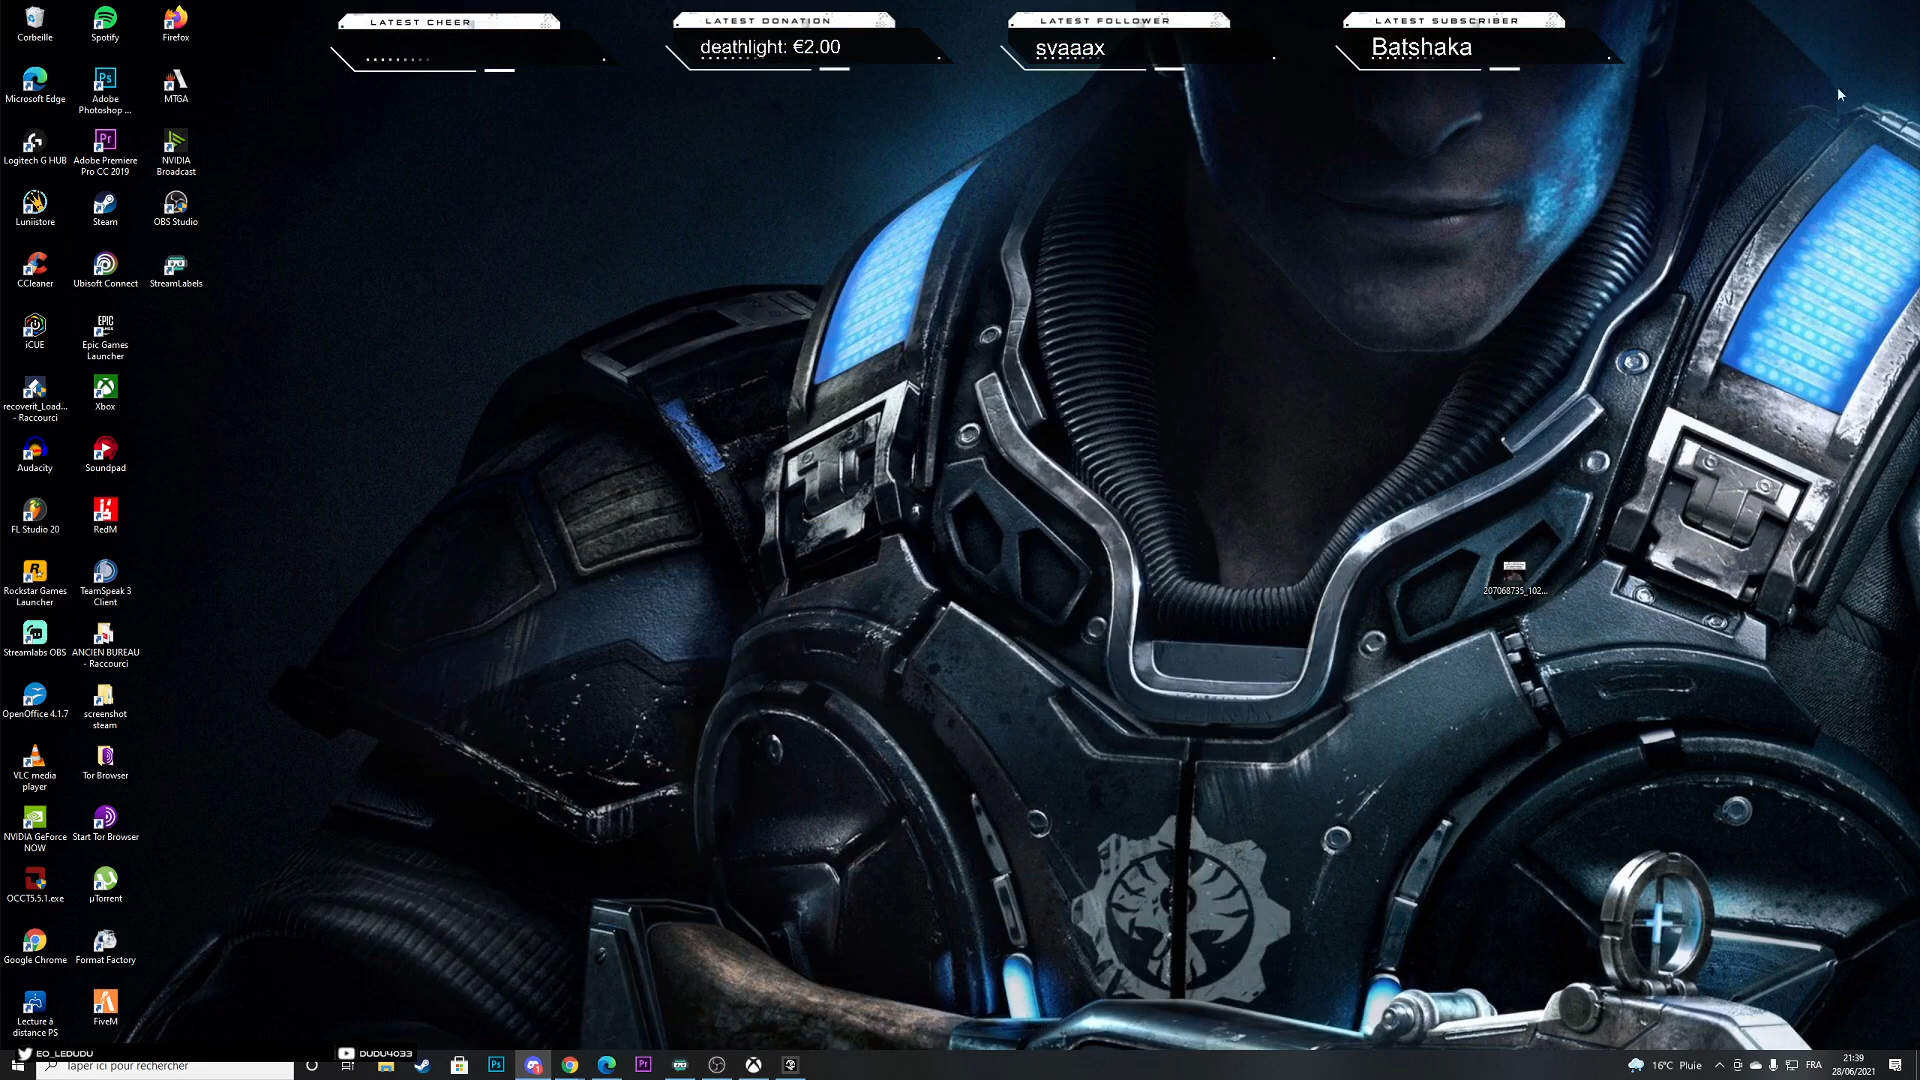 LATEST CHEER
LATEST DONATION
deathlight: €2.00
LATEST FOLLOWER
svaaax
LATEST SUBSCRIBER
Batshaka
Corbeille
Spotify
Firefox
Microsoft Edge
Adobe
Photoshop ...
MTGA
Logitech G HUB
Adobe Premiere
Pro CC 2019
NVIDIA
Broadcast
Luniistore
Steam
OBS Studio
CCleaner
Ubisoft Connect
StreamLabels
iCUE
Epic Games
Launcher
recoverit_Load...
- Raccourci
Xbox
Audacity
Soundpad
FL Studio 20
RedM
Rockstar Games
Launcher
TeamSpeak 3
Client
Streamlabs OBS
ANCIEN BUREAU
- Raccourci
OpenOffice 4.1.7
screenshot
steam
VLC media
player
Tor Browser
NVIDIA GeForce
NOW
Start Tor Browser
OCCT5.5.1.exe
µTorrent
Google Chrome
Format Factory
Lecture à
distance PS
FiveM
207068735_102...
EO_LEDUDU
DUDU4033
Taper ici pour rechercher
16°C Pluie
FRA
21:39
28/06/2021